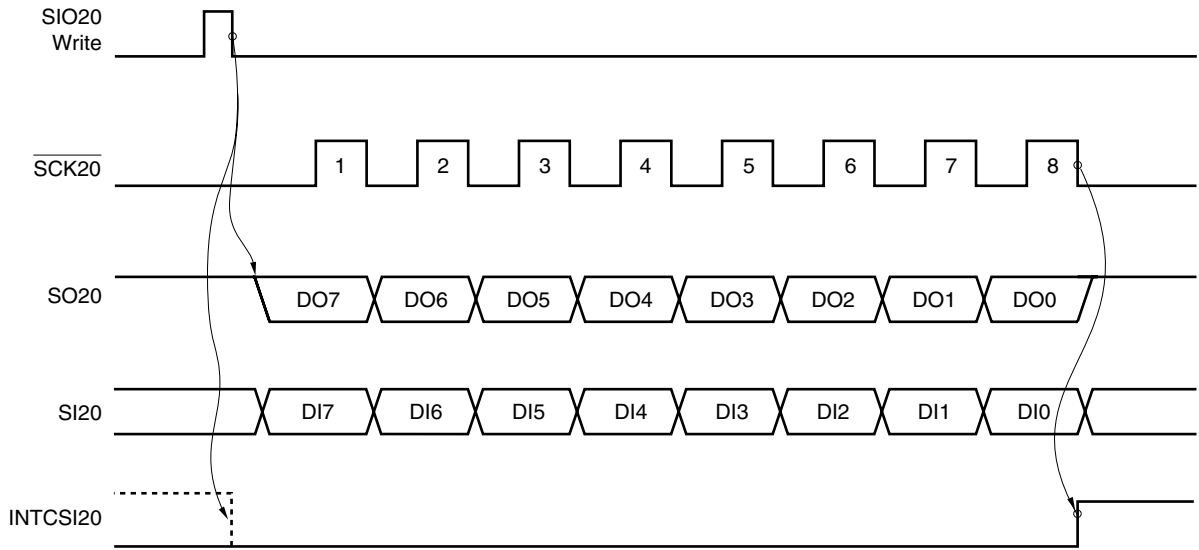 SIO20
Write
SCK20
1 2 3 4 5 6 7 8
SO20
DO7 DO6 DO5 DO4 DO3 DO2 DO1 DO0
SI20
DI7 DI6 DI5 DI4 DI3 DI2 DI1 DI0
INTCSI20